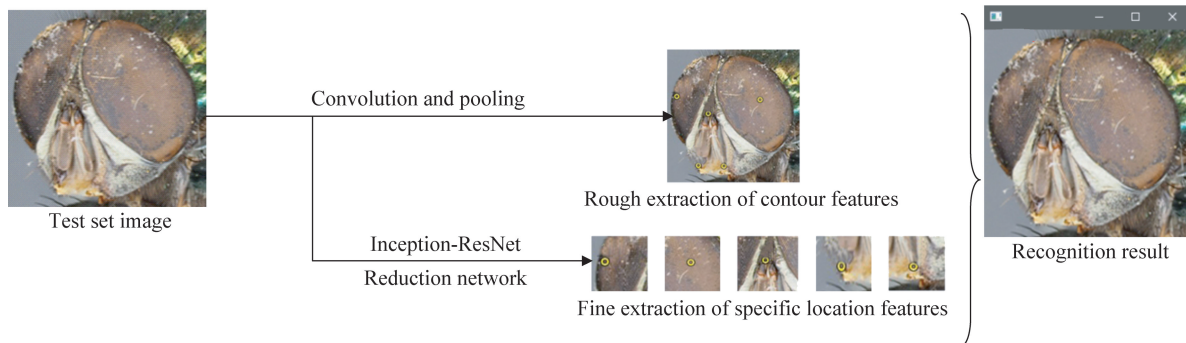 Test set image
Convolution and pooling
Rough extraction of contour features
Inception-ResNet
Reduction network
Fine extraction of specific location features
Recognition result